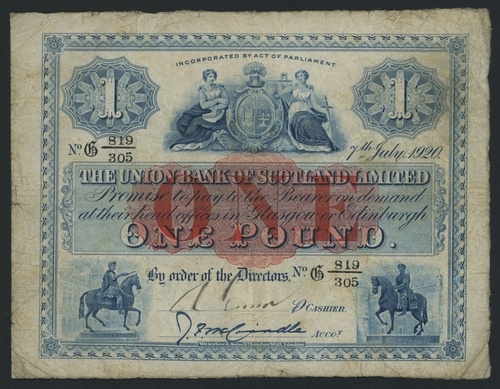 INCORPORATED BY ACT OF PARLIAMENT
1 1
No G 819/305
7th July, 1920.
THE UNION BANK OF SCOTLAND LIMITED
ONE
Promise to pay to the Bearer on demand
at their head offices in Glasgow or Edinburgh
ONE POUND.
By order of the Directors. No G 819/305
P CASHIER.
ACCOT.